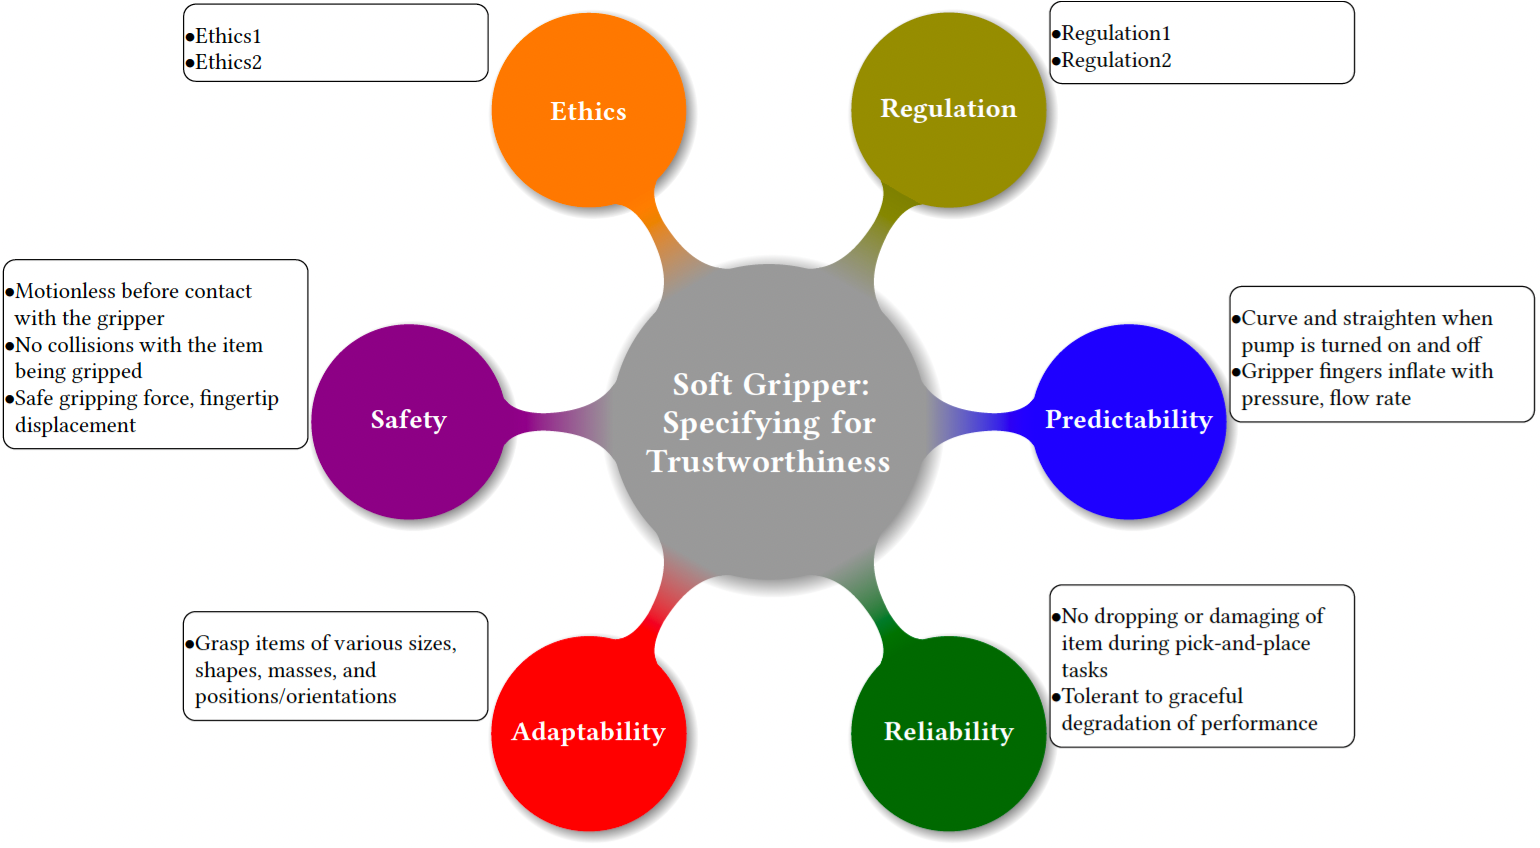 ●Ethics1
●Ethics2
Ethics
Regulation
●Regulation1
●Regulation2
●Motionless before contact
with the gripper
●No collisions with the item
being gripped
●Safe gripping force, fingertip
displacement
Safety
Soft Gripper:
Specifying for
Trustworthiness
Predictability
●Curve and straighten when
pump is turned on and off
●Gripper fingers inflate with
pressure, flow rate
●Grasp items of various sizes,
shapes, masses, and
positions/orientations
Adaptability
Reliability
●No dropping or damaging of
item during pick-and-place
tasks
●Tolerant to graceful
degradation of performance